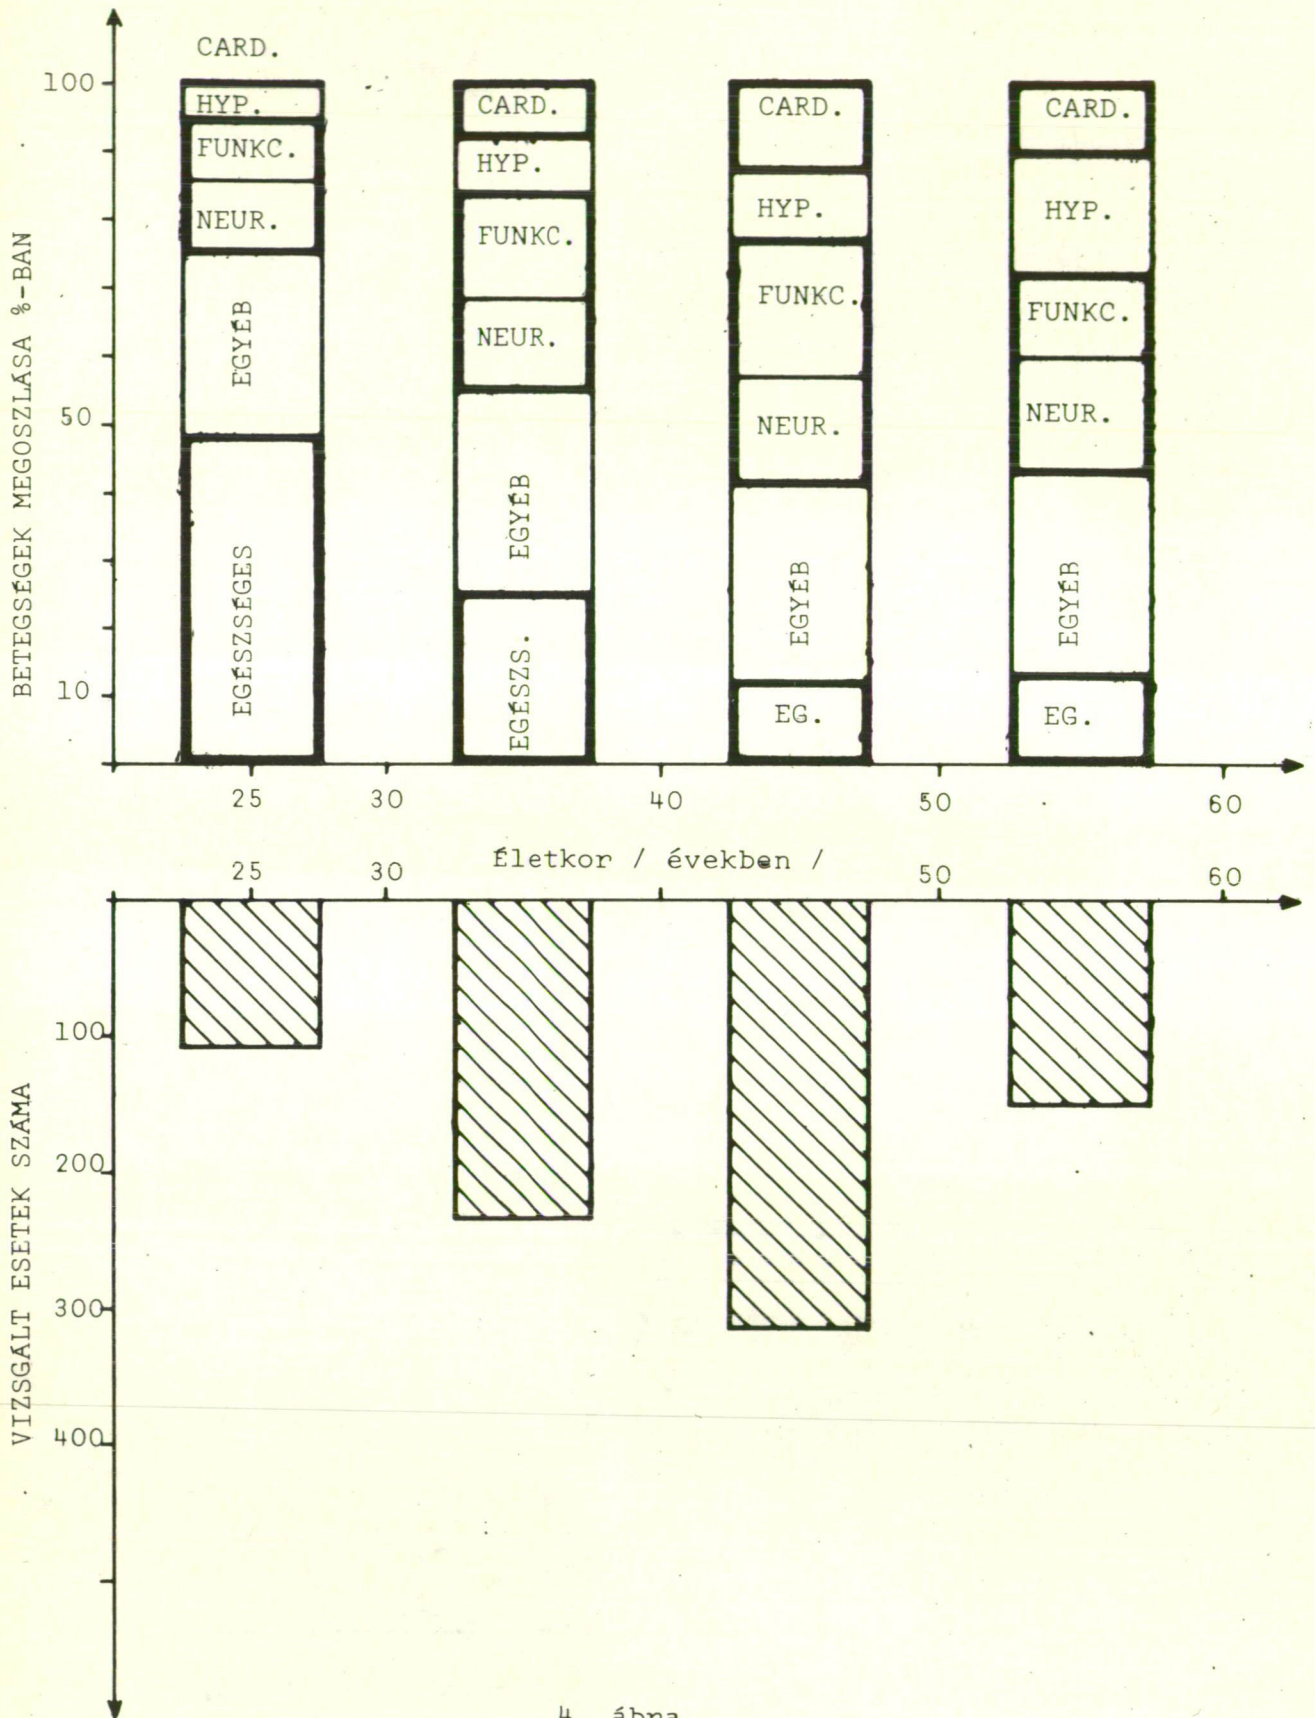 BETEGSÉGEK MEGOSZLÁSA %-BAN
100
50
10
CARD.
HYP.
FUNKC.
NEUR.
EGYÉB
EGÉSZSÉGES
CARD.
HYP.
FUNKC.
NEUR.
EGYÉB
EGÉSZS.
CARD.
HYP.
FUNKC.
NEUR.
EGYÉB
EG.
CARD.
HYP.
FUNKC.
NEUR.
EGYÉB
EG.
25 30 40 50 60
Életkor / években /
25 30 50 60
VIZSGÁLT ESETEK SZÁMA
100
200
300
400
4. ábra